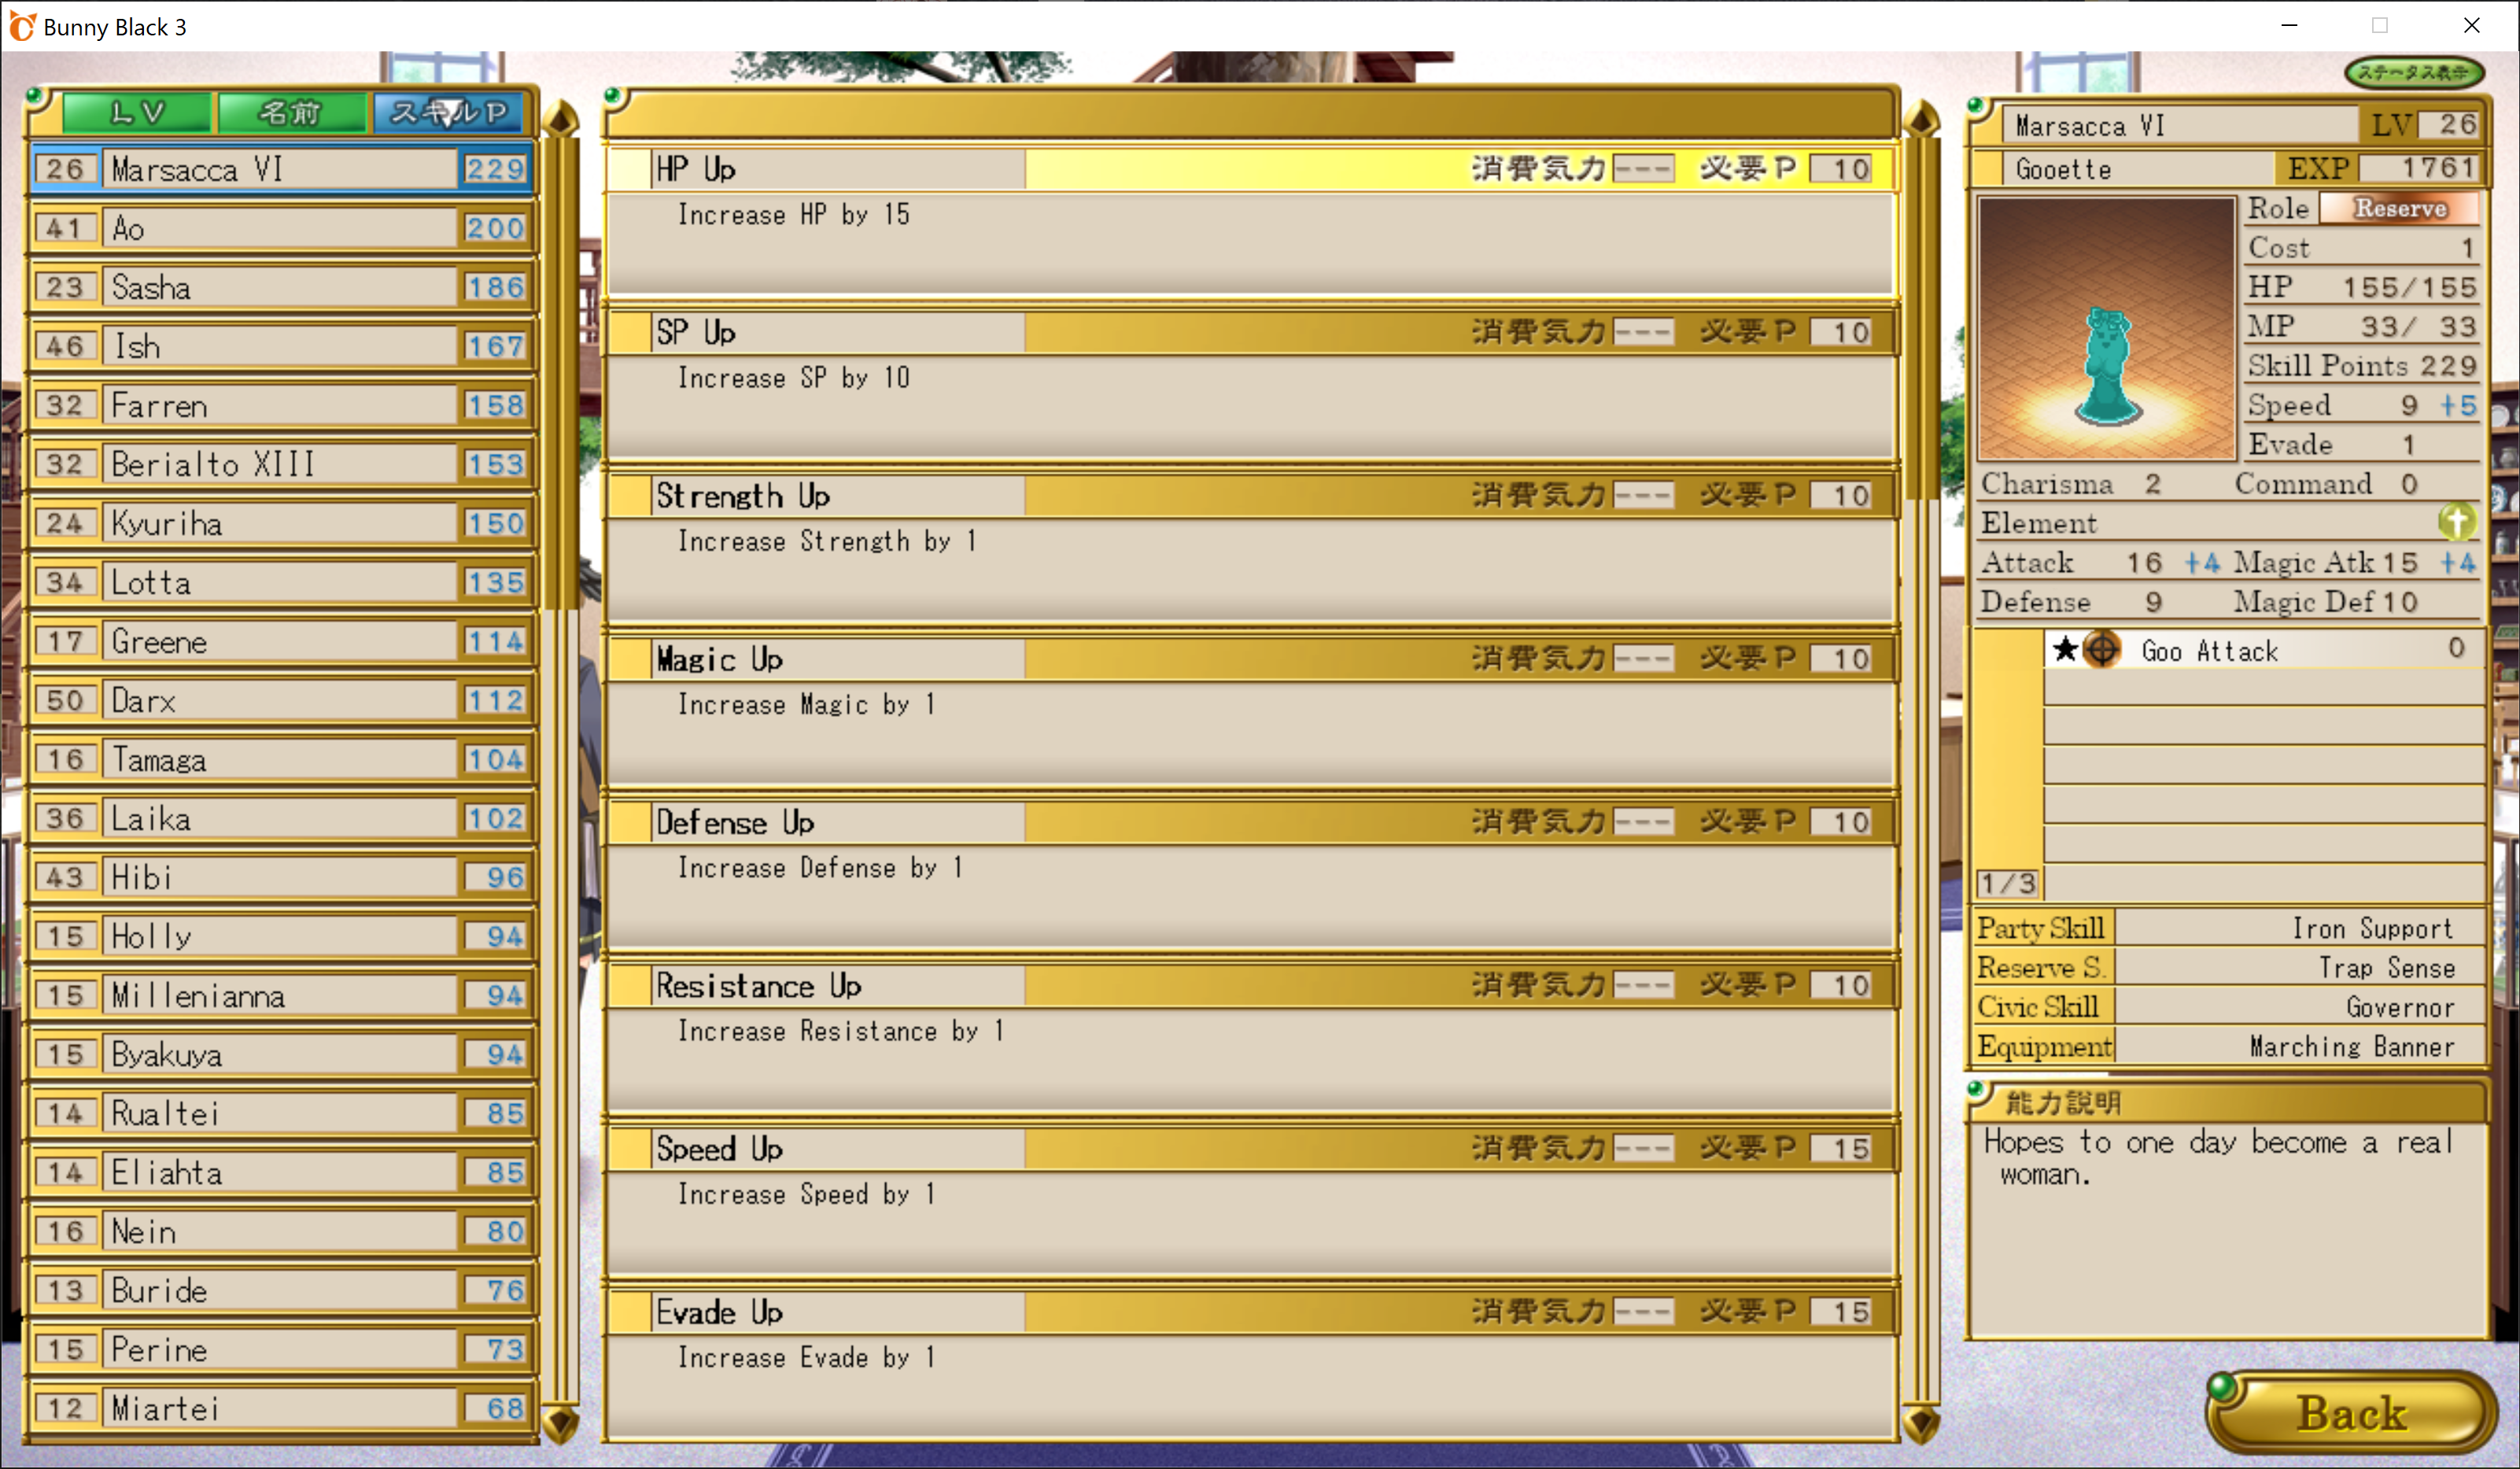 Bunny Black 3
ステータス表示
LV 名前 スキルP
26 Marsacca VI 229
41 Ao 200
23 Sasha 186
46 Ish 167
32 Farren 158
32 Berialto XIII 153
24 Kyuriha 150
34 Lotta 135
17 Greene 114
50 Darx 112
16 Tamaga 104
36 Laika 102
43 Hibi 96
15 Holly 94
15 Millenianna 94
15 Byakuya 94
14 Rualtei 85
14 Eliahta 85
16 Nein 80
13 Buride 76
15 Perine 73
12 Miartei 68
HP Up 消費気力 --- 必要P 10
Increase HP by 15
SP Up 消費気力 --- 必要P 10
Increase SP by 10
Strength Up 消費気力 --- 必要P 10
Increase Strength by 1
Magic Up 消費気力 --- 必要P 10
Increase Magic by 1
Defense Up 消費気力 --- 必要P 10
Increase Defense by 1
Resistance Up 消費気力 --- 必要P 10
Increase Resistance by 1
Speed Up 消費気力 --- 必要P 15
Increase Speed by 1
Evade Up 消費気力 --- 必要P 15
Increase Evade by 1
Marsacca VI LV 26
Gooette EXP 1761
Role Reserve
Cost 1
HP 155/155
MP 33/ 33
Skill Points 229
Speed 9 +5
Evade 1
Charisma 2 Command 0
Element
Attack 16 +4 Magic Atk 15 +4
Defense 9 Magic Def 10
★ Goo Attack 0
1/3
Party Skill Iron Support
Reserve S. Trap Sense
Civic Skill Governor
Equipment Marching Banner
能力説明
Hopes to one day become a real
woman.
Back